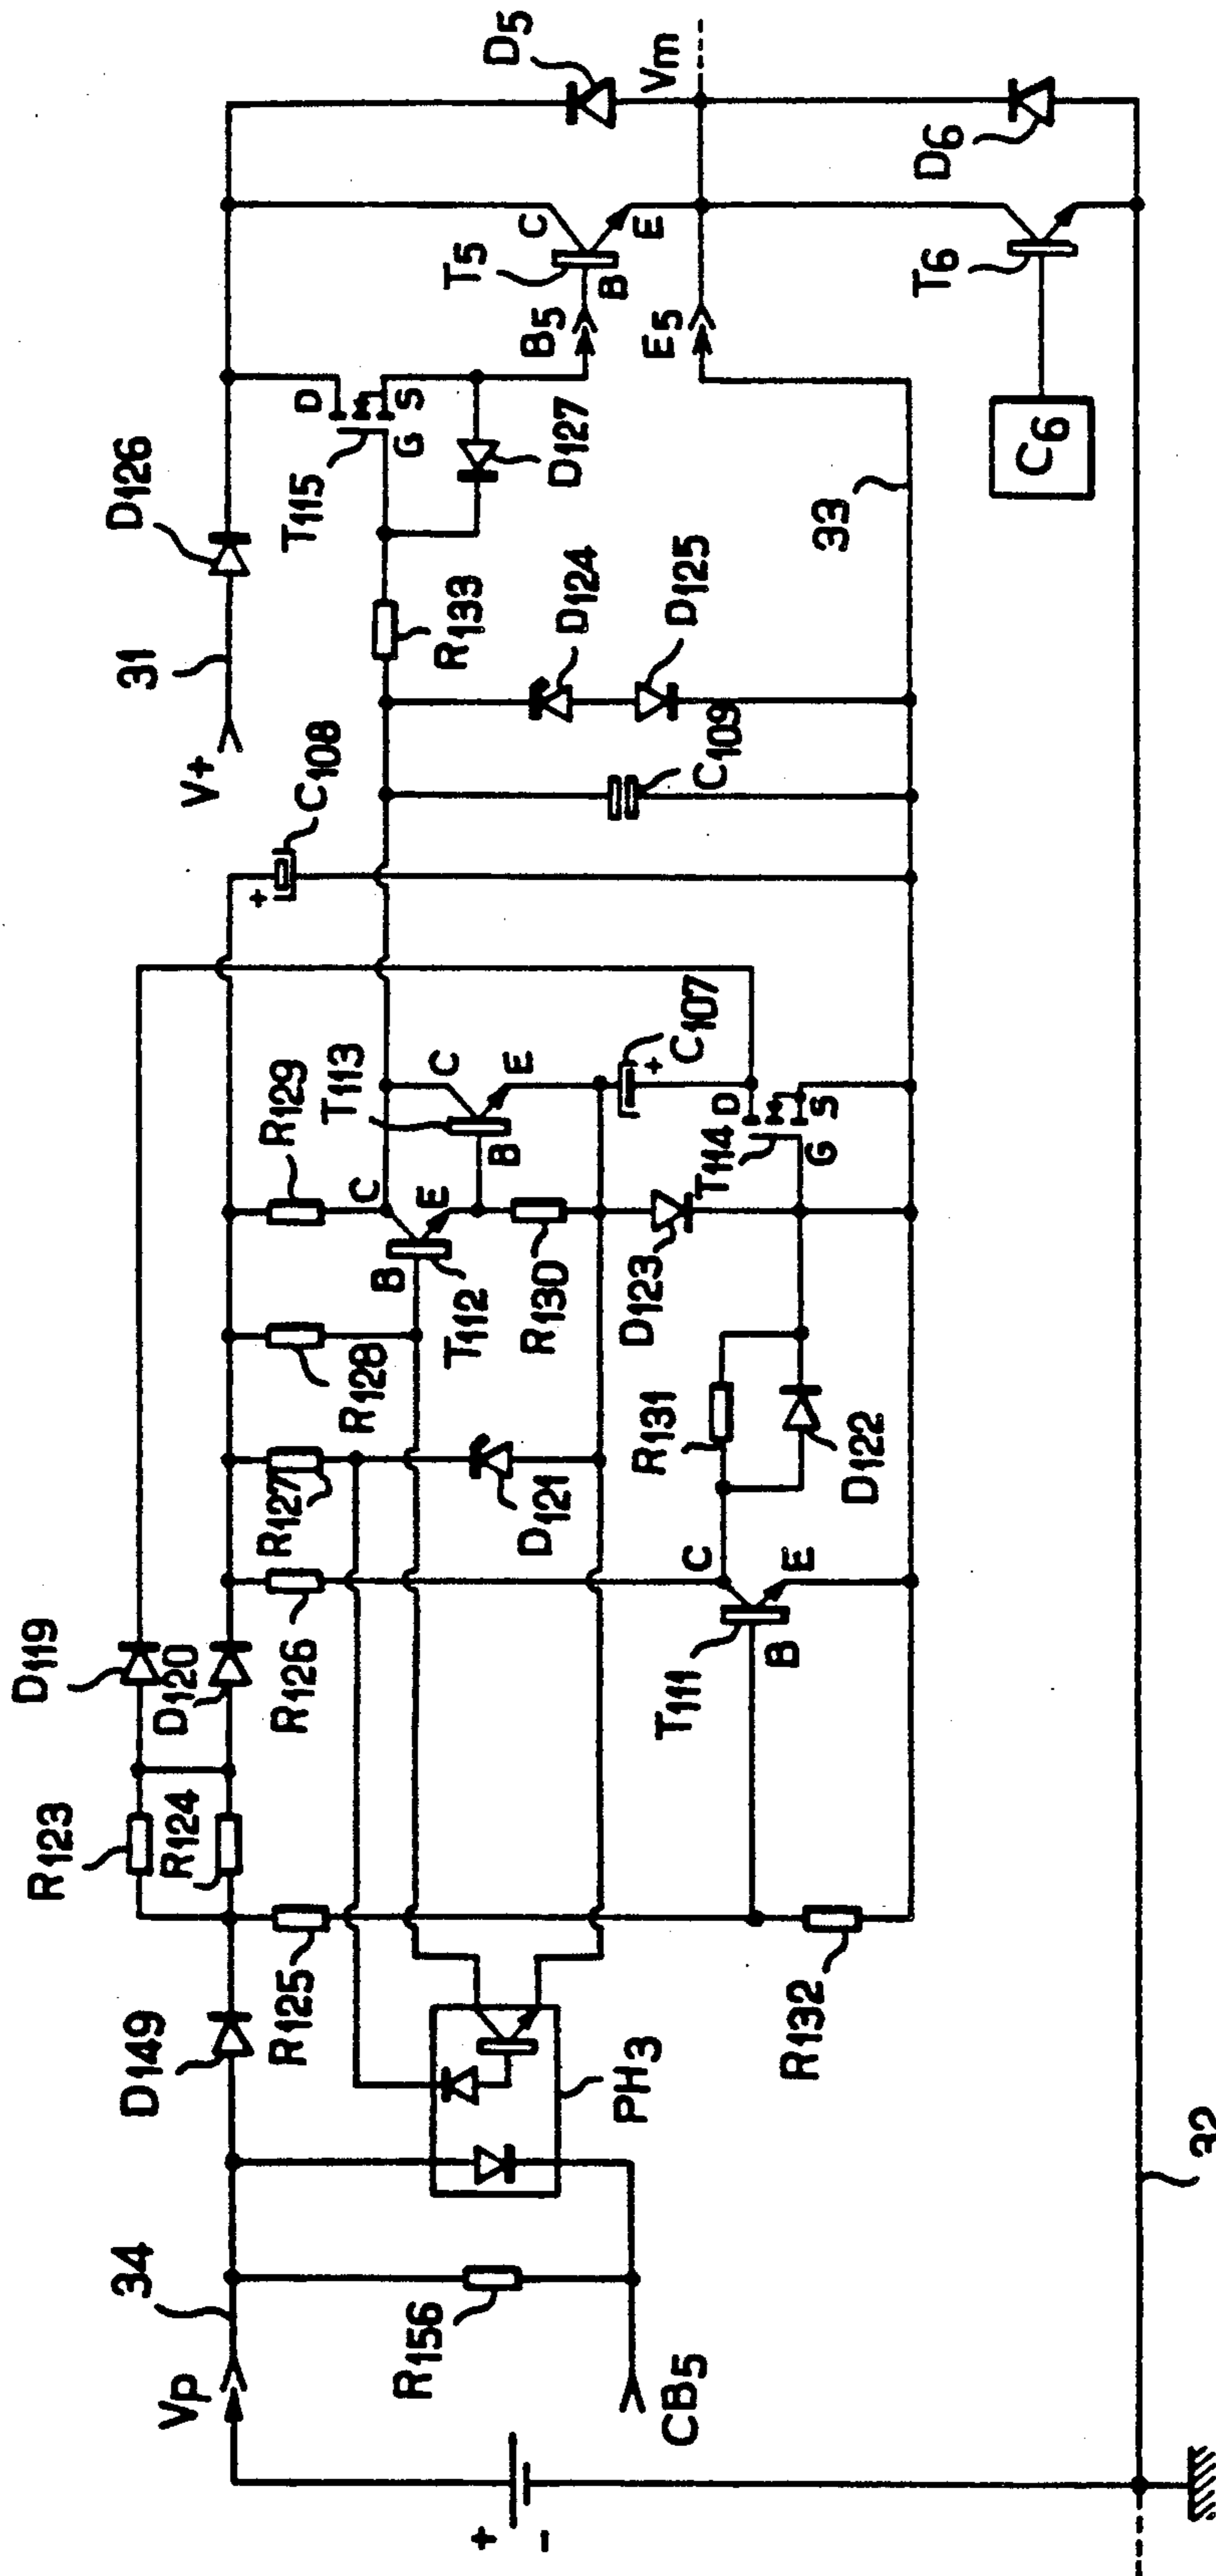 D5
Vm
D6
T5
C
B
E
B5
E5
T6
C6
D126
31
V+
T115
D
G
S
D127
R133
D124
D125
33
C108
+
C109
C107
+
R129
T113
C
B
E
D
S
G
T114
C
E
B
T112
R130
D123
R128
R127
D121
R131
D122
D119
D120
R126
C
E
B
T111
R123
R124
D149
R125
R132
PH3
34
Vp
R156
CB5
+
-
32